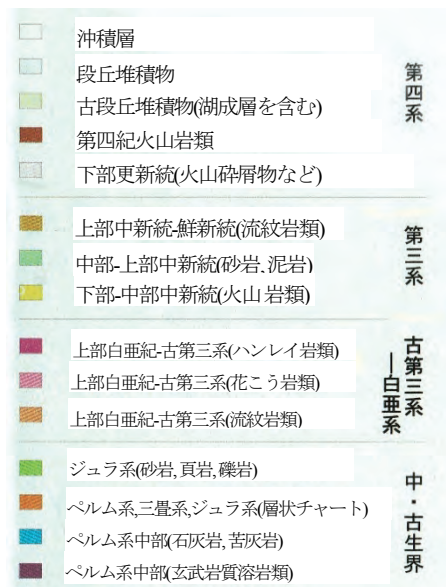 沖積層
段丘堆積物
古段丘堆積物(湖成層を含む)
第四紀火山岩類
下部更新統(火山砕屑物など)
第四系
上部中新統-鮮新統(流紋岩類)
中部-上部中新統(砂岩,泥岩)
下部-中部中新統(火山岩類)
第三系
上部白亜紀-古第三系(ハンレイ岩類)
上部白亜紀-古第三系(花こう岩類)
上部白亜紀-古第三系(流紋岩類)
古第三系
―白亜系
ジュラ系(砂岩,頁岩,礫岩)
ペルム系,三畳系,ジュラ系(層状チャート)
ペルム系中部(石灰岩,苦灰岩)
ペルム系中部(玄武岩質溶岩類)
中・古生界